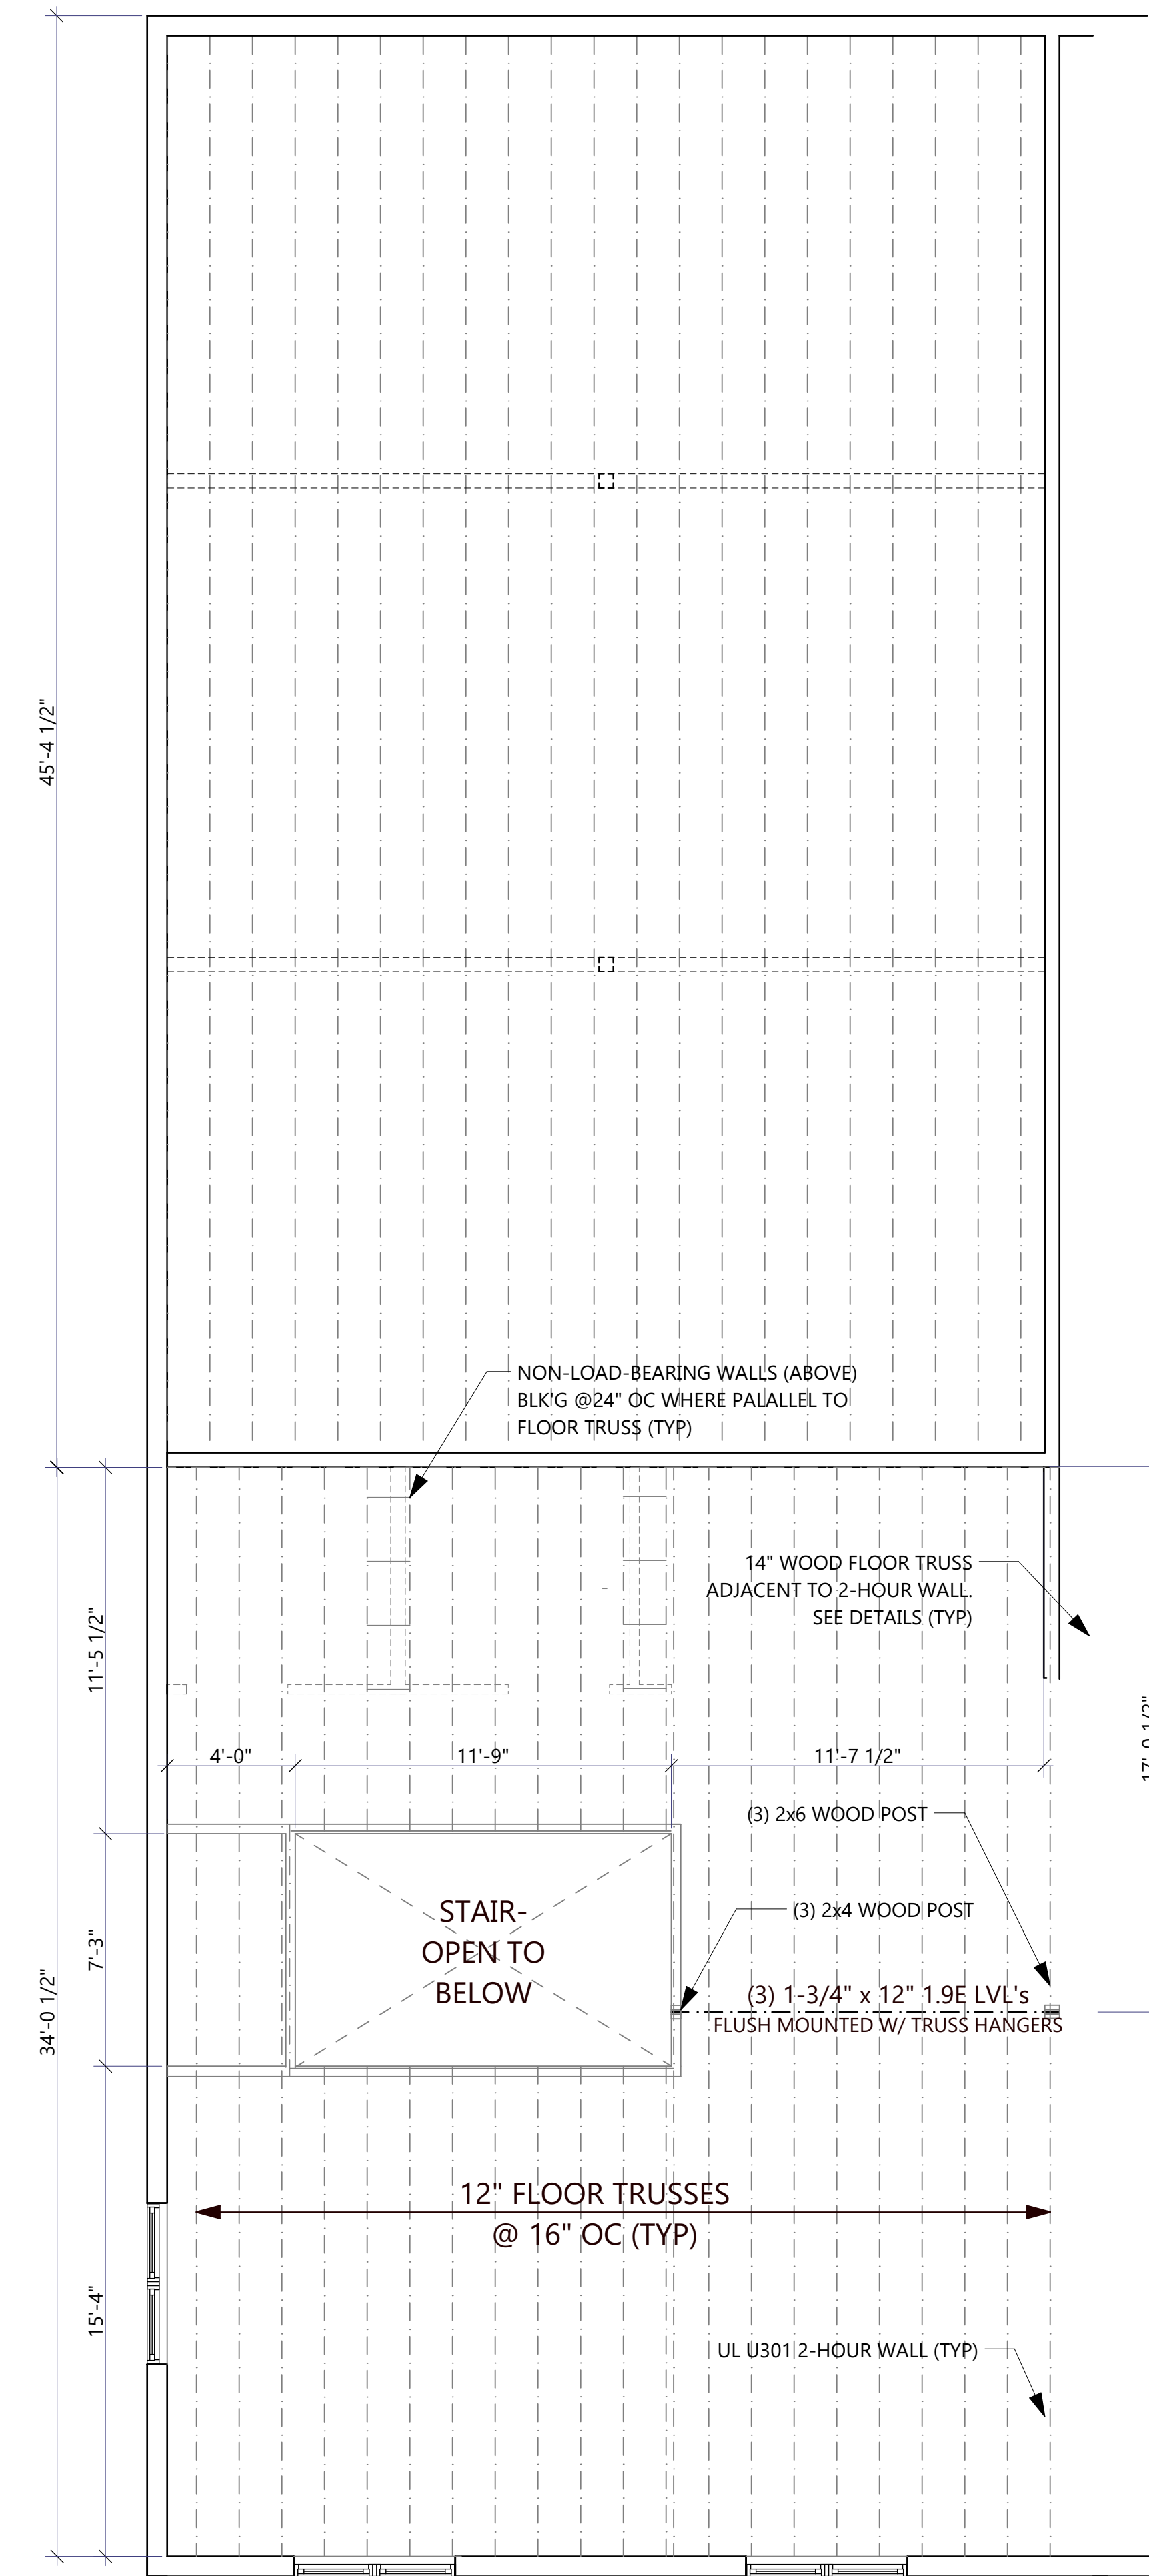 45'-4 1/2"
NON-LOAD-BEARING WALLS (ABOVE)
BLK'G @24" OC WHERE PALALLEL TO
FLOOR TRUSS (TYP)
14" WOOD FLOOR TRUSS
ADJACENT TO 2-HOUR WALL.
SEE DETAILS (TYP)
11'-5 1/2"
4'-0"
11'-9"
11'-7 1/2"
17'-0 1/2"
(3) 2x6 WOOD POST
(3) 2x4 WOOD POST
STAIR-
OPEN TO
BELOW
7'-3"
34'-0 1/2"
(3) 1-3/4" x 12" 1.9E LVL's
FLUSH MOUNTED W/ TRUSS HANGERS
12" FLOOR TRUSSES
@ 16" OC (TYP)
15'-4"
UL U301 2-HOUR WALL (TYP)